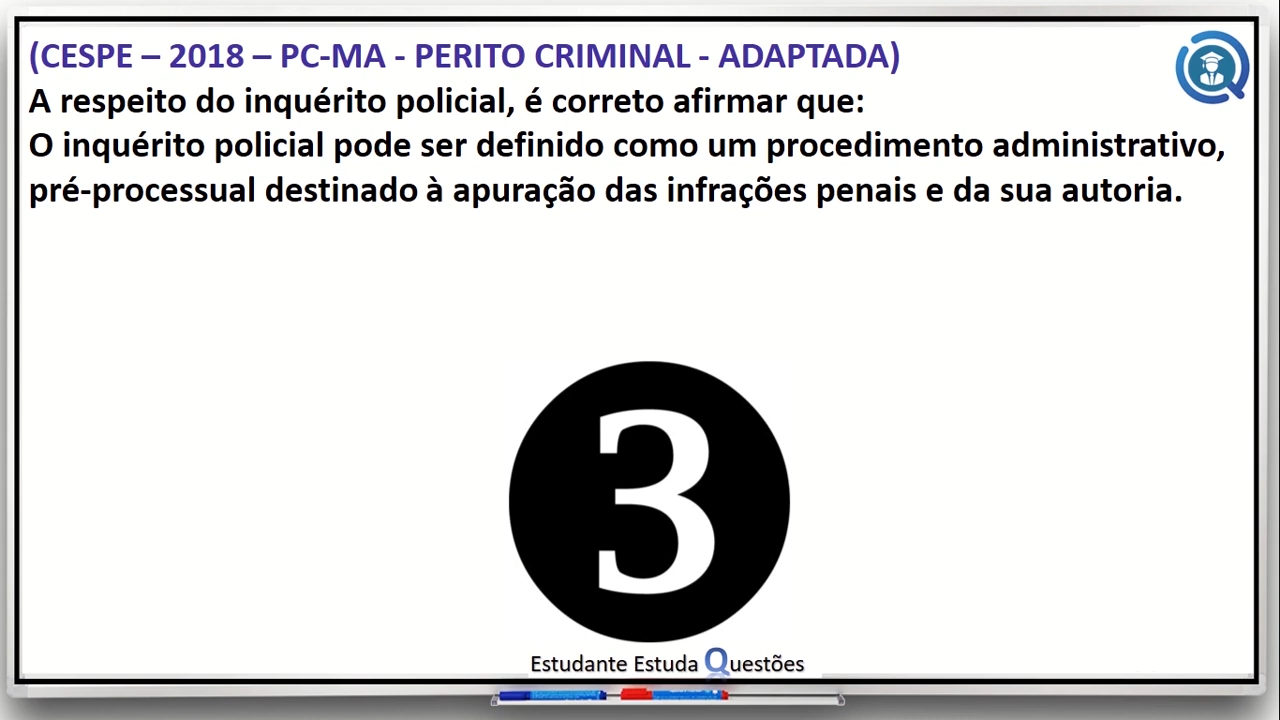 (CESPE – 2018 – PC-MA - PERITO CRIMINAL - ADAPTADA)
A respeito do inquérito policial, é correto afirmar que:
O inquérito policial pode ser definido como um procedimento administrativo,
pré-processual destinado à apuração das infrações penais e da sua autoria.
3
Estudante Estuda Questões